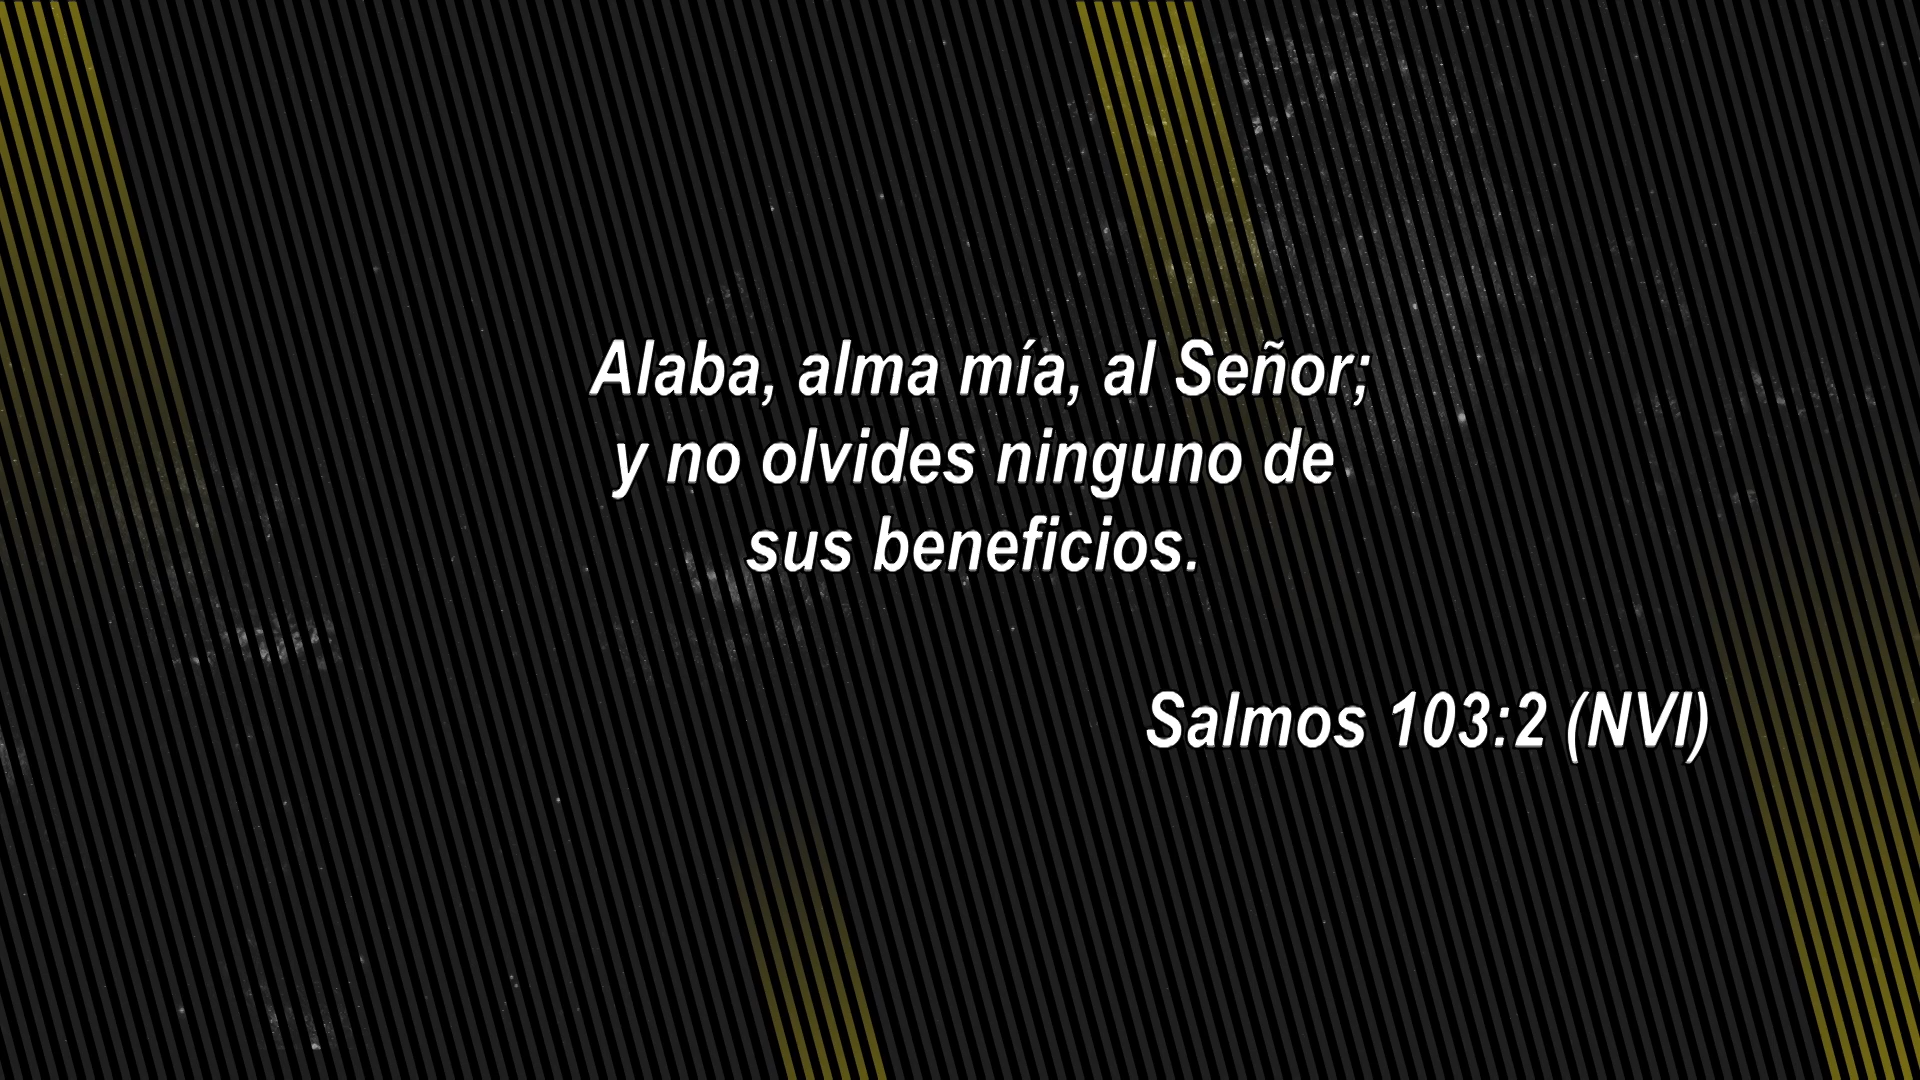 Alaba, alma mía, al Señor;
y no olvides ninguno de
sus beneficios.
Salmos 103:2 (NVI)